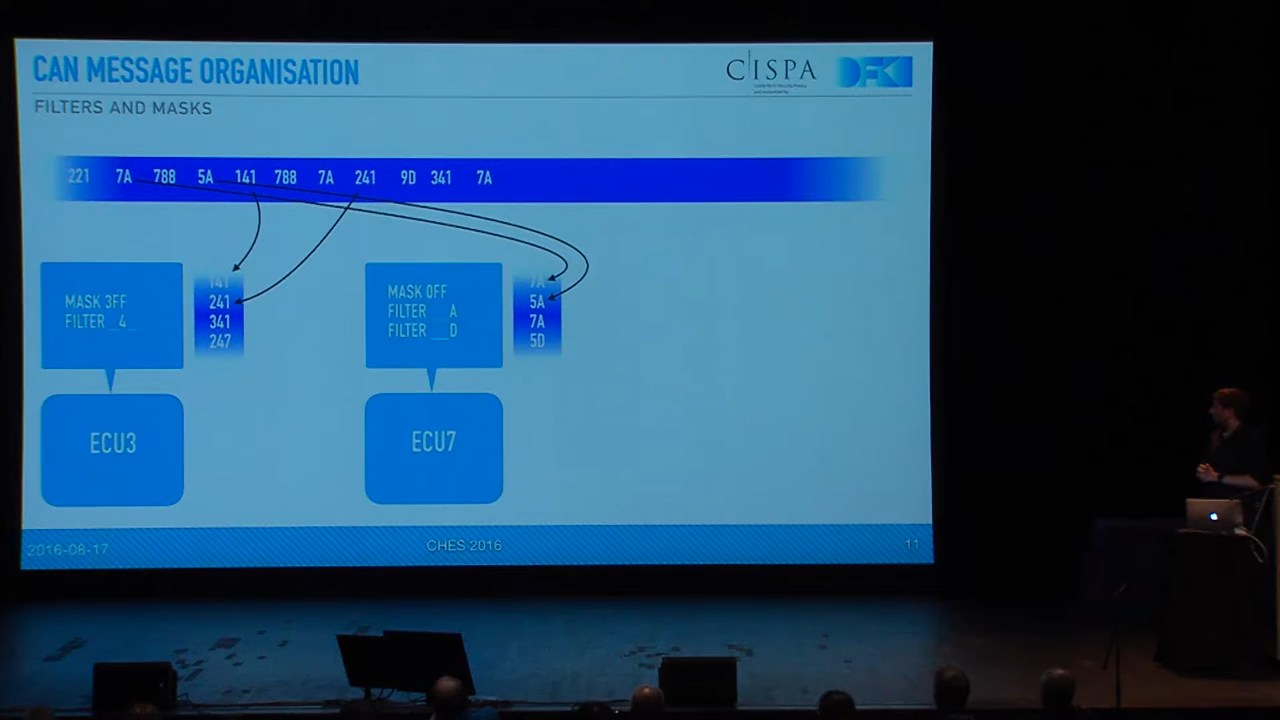 CAN MESSAGE ORGANISATION
CISPA
DFKI
FILTERS AND MASKS
221 7A 788 5A 141 788 7A 241 9D 341 7A
MASK 3FF
FILTER _4_
141
241
341
247
MASK 0FF
FILTER __A
FILTER __D
7A
5A
7A
5D
ECU3
ECU7
2016-08-17
CHES 2016
11